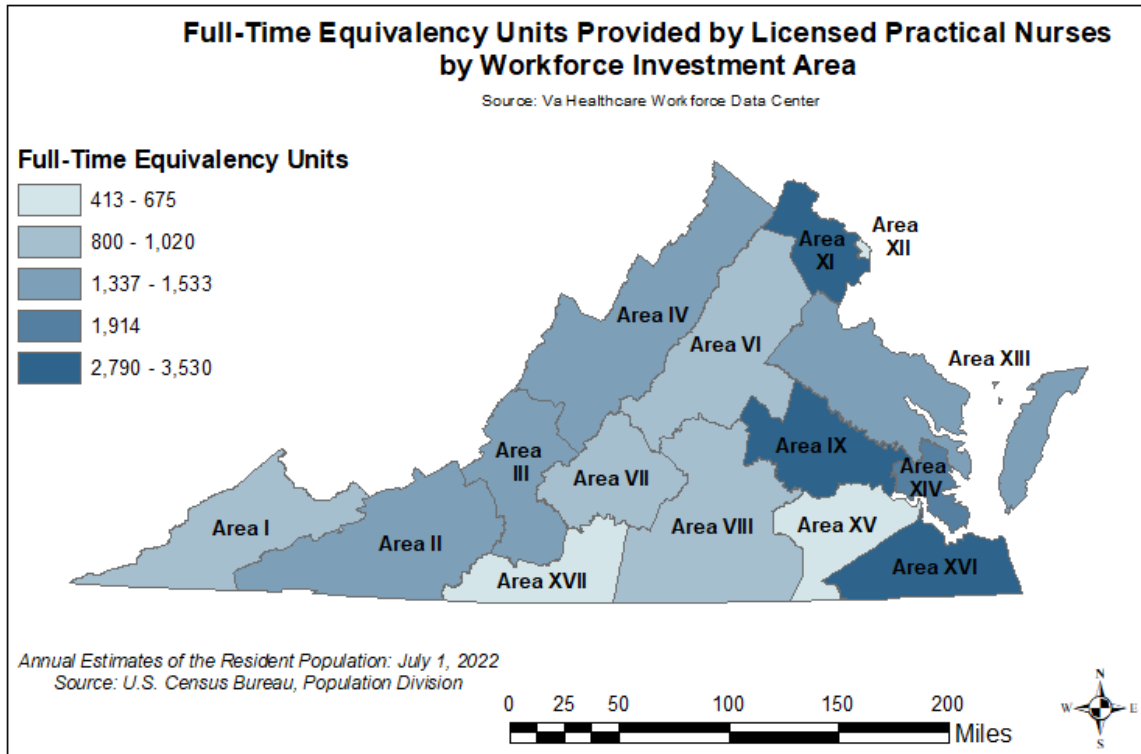 Full-Time Equivalency Units Provided by Licensed Practical Nurses
by Workforce Investment Area
Source: Va Healthcare Workforce Data Center
Full-Time Equivalency Units
413 - 675
800 - 1,020
1,337 - 1,533
1,914
2,790 - 3,530
Area
XII
Area
XI
Area IV
Area VI
Area XIII
Area
III
Area IX
Area VII
Area
XIV
Area I
Area II
Area VIII
Area XV
Area XVII
Area XVI
Annual Estimates of the Resident Population: July 1, 2022
Source: U.S. Census Bureau, Population Division
0 25 50 100 150 200
Miles
N
W E
S